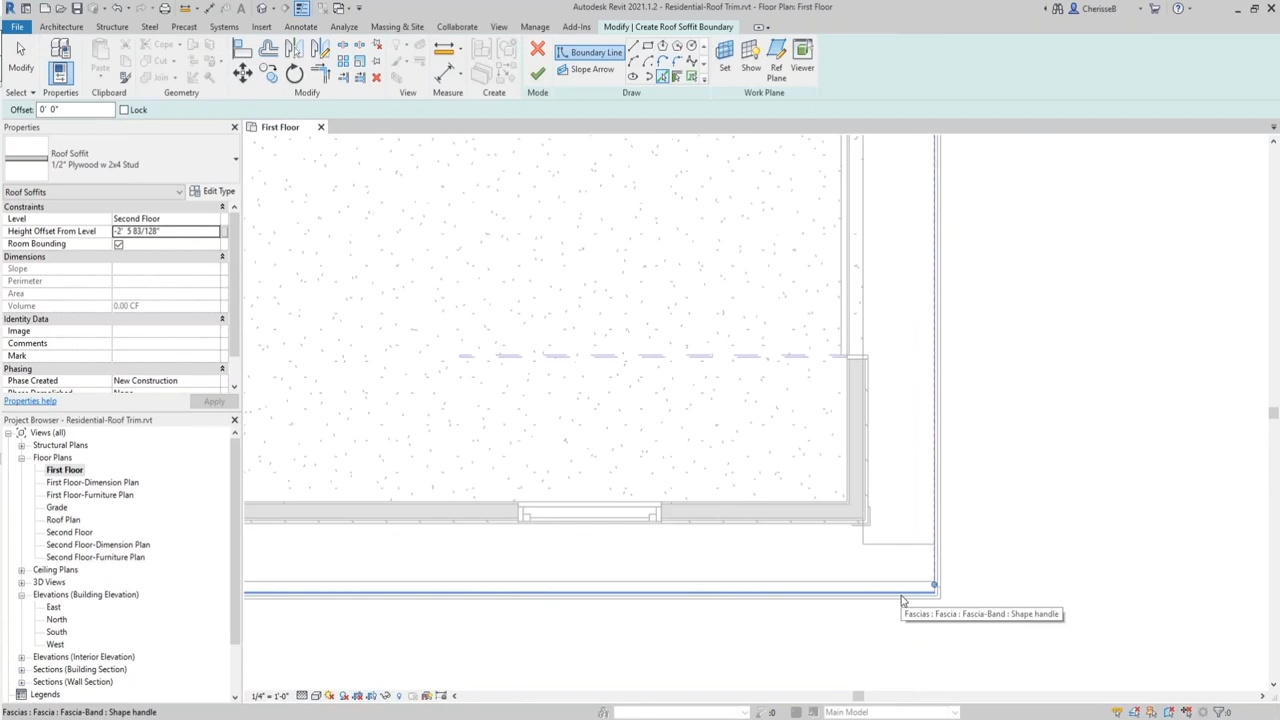 Autodesk Revit 2021.1.2 - Residential-Roof Trim.rvt - Floor Plan: First Floor
CherisseB
File Architecture Structure Steel Precast Systems Insert Annotate Analyze Massing & Site Collaborate View Manage Add-Ins Modify | Create Roof Soffit Boundary
Modify Properties Paste Cope Cut Join Boundary Line Slope Arrow Set Show Ref Plane Viewer
Select Properties Clipboard Geometry Modify View Measure Create Mode Draw Work Plane
Offset: 0' 0" Lock
Properties
First Floor
Roof Soffit
1/2" Plywood w 2x4 Stud
Roof Soffits
Edit Type
Constraints
Level Second Floor
Height Offset From Level -2' 5 83/128"
Room Bounding
Dimensions
Slope
Perimeter
Area
Volume 0.00 CF
Identity Data
Image
Comments
Mark
Phasing
Phase Created New Construction
Properties help
Apply
Project Browser - Residential-Roof Trim.rvt
Views (all)
Structural Plans
Floor Plans
First Floor
First Floor-Dimension Plan
First Floor-Furniture Plan
Grade
Roof Plan
Second Floor
Second Floor-Dimension Plan
Second Floor-Furniture Plan
Ceiling Plans
3D Views
Elevations (Building Elevation)
East
North
South
West
Elevations (Interior Elevation)
Sections (Building Section)
Sections (Wall Section)
Legends
Fascias : Fascia : Fascia-Band : Shape handle
1/4" = 1'-0"
Fascias : Fascia : Fascia-Band : Shape handle
:0
Main Model
:0